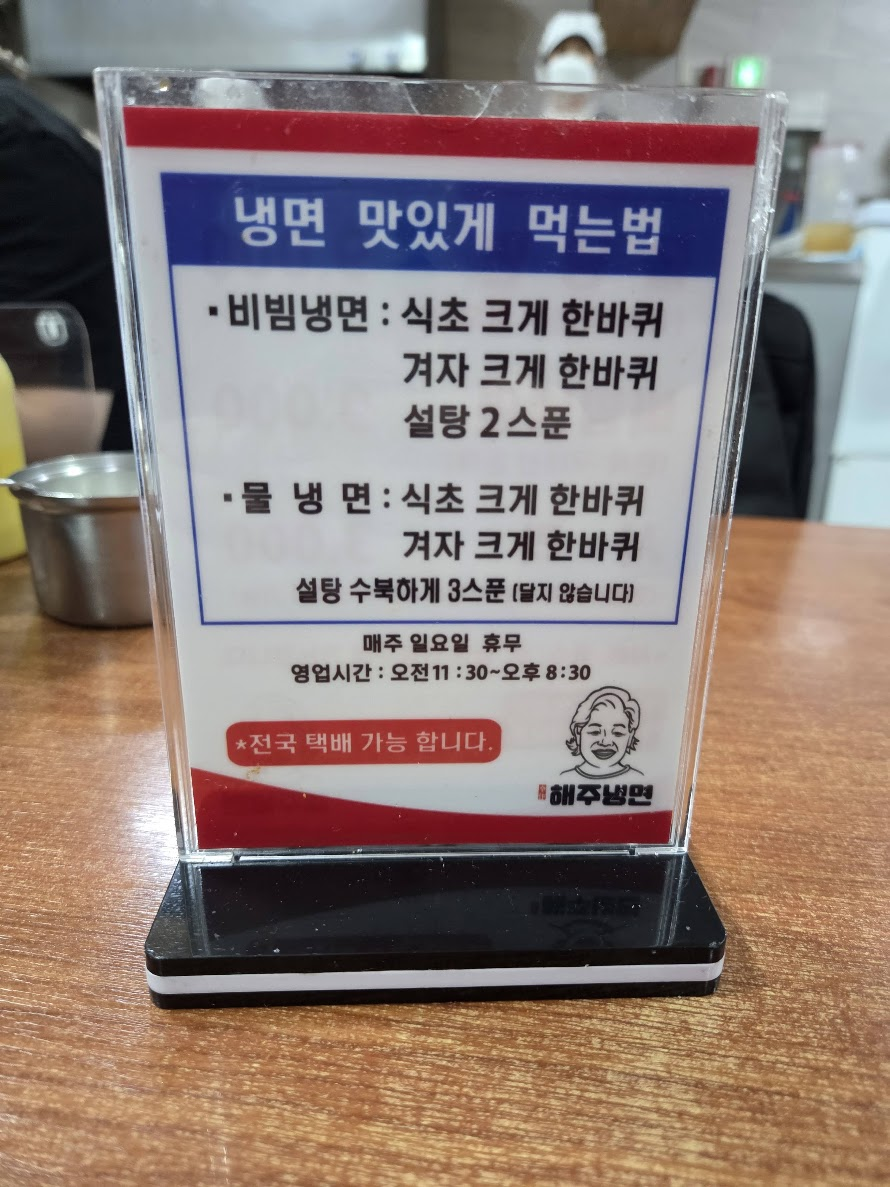 냉면 맛있게 먹는법
▪비빔냉면 : 식초 크게 한바퀴
겨자 크게 한바퀴
설탕 2스푼
▪물 냉 면 : 식초 크게 한바퀴
겨자 크게 한바퀴
설탕 수북하게 3스푼 (달지 않습니다)
매주 일요일 휴무
영업시간 : 오전11 : 30~오후 8 : 30
*전국 택배 가능 합니다.
해주냉면